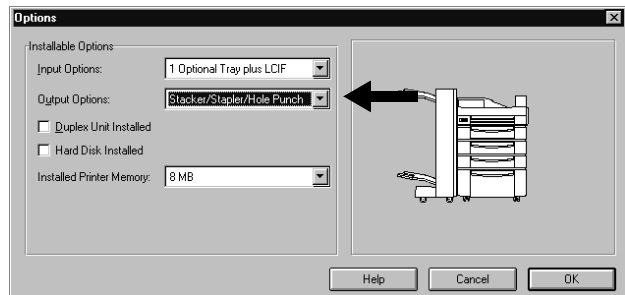 Options
Installable Options
Input Options: 1 Optional Tray plus LCIF
Output Options: Stacker/Stapler/Hole Punch
Duplex Unit Installed
Hard Disk Installed
Installed Printer Memory: 8 MB
Help Cancel OK